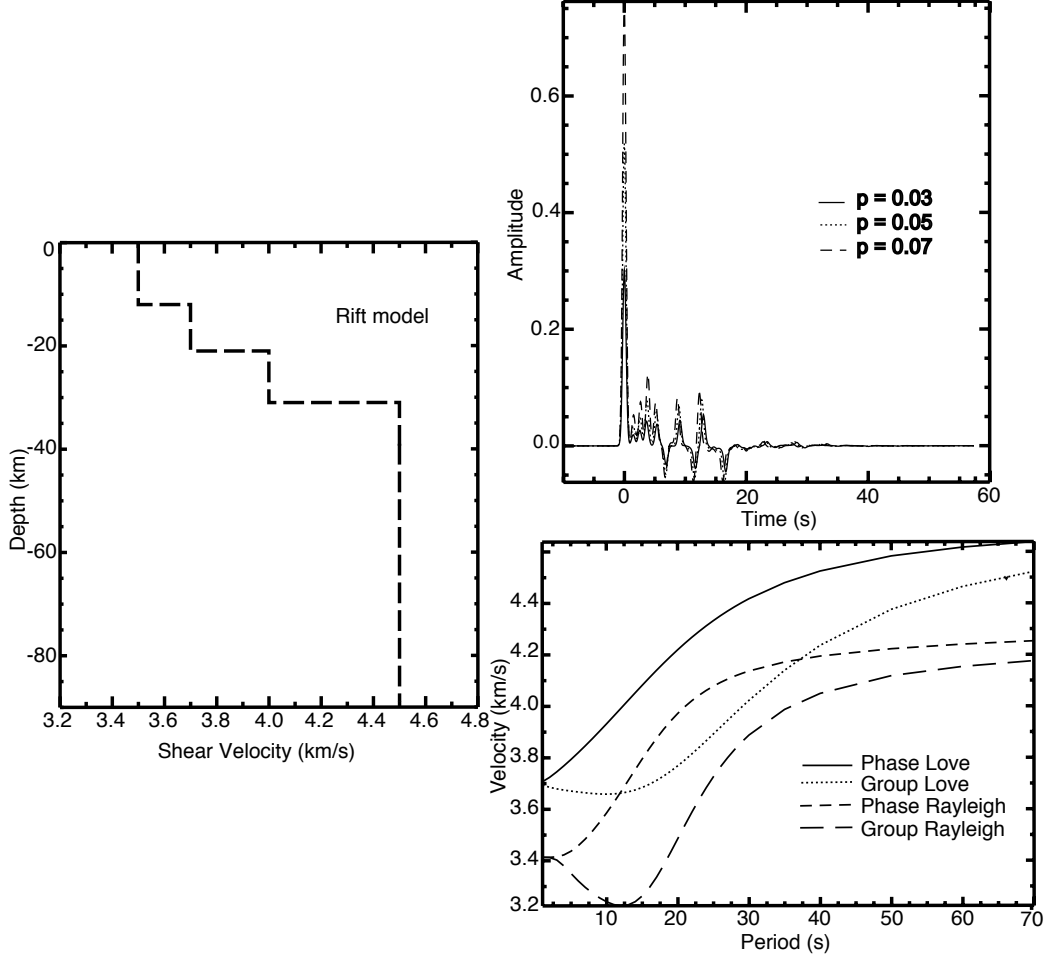 0
-20
-40
-60
-80
Depth (km)
3.2 3.4 3.6 3.8 4.0 4.2 4.4 4.6 4.8
Shear Velocity (km/s)
Rift model
0.6
0.4
0.2
0.0
Amplitude
p = 0.03
p = 0.05
p = 0.07
0 20 40 60
Time (s)
4.4
4.2
4.0
3.8
3.6
3.4
3.2
Velocity (km/s)
Phase Love
Group Love
Phase Rayleigh
Group Rayleigh
10 20 30 40 50 60 70
Period (s)